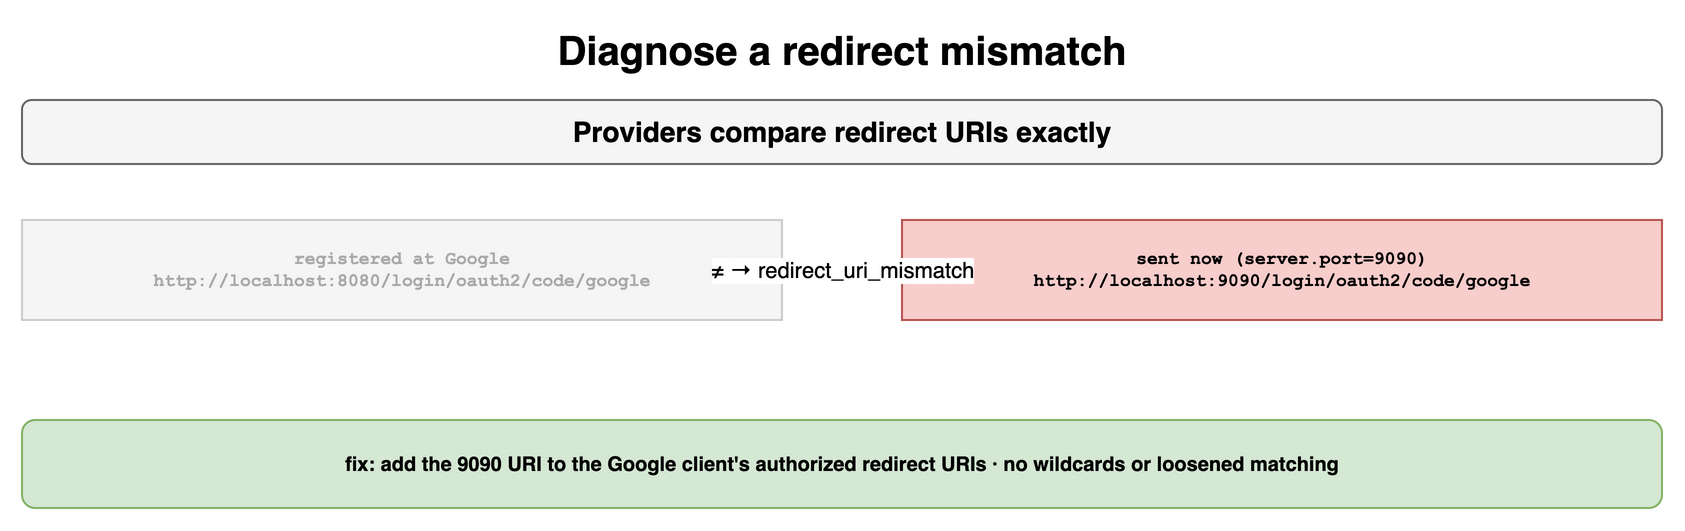 Diagnose a redirect mismatch
Providers compare redirect URIs exactly
registered at Google
http://localhost:8080/login/oauth2/code/google
≠ → redirect_uri_mismatch
sent now (server.port=9090)
http://localhost:9090/login/oauth2/code/google
fix: add the 9090 URI to the Google client's authorized redirect URIs · no wildcards or loosened matching